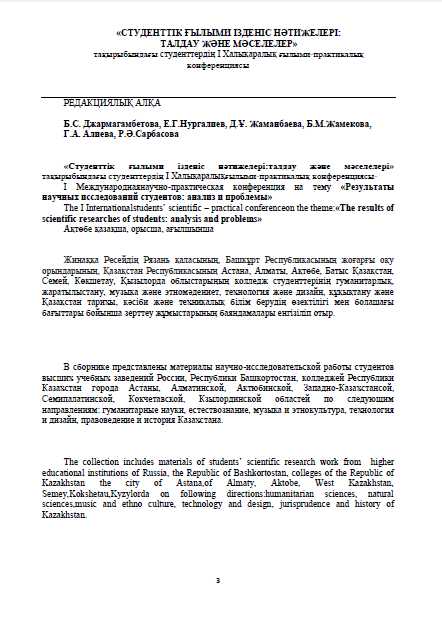 «СТУДЕНТТІК ҒЫЛЫМИ ІЗДЕНІС НӘТИЖЕЛЕРІ:
ТАЛДАУ ЖӘНЕ МӘСЕЛЕЛЕР»
тақырыбындағы студенттердің I Халықаралық ғылыми-практикалық
конференциясы
РЕДАКЦИЯЛЫҚ АЛҚА
Б.С. Джармагамбетова, Е.Г.Нургалиев, Д.Ұ. Жаманбаева, Б.М.Жамекова,
Г.А. Алиева, Р.Ә.Сарбасова
«Студенттік ғылыми ізденіс нәтижелері:талдау және мәселелері»
тақырыбындағы студенттердің I Халықаралықғылыми-практикалық конференциясы-
I Международнаянаучно-практическая конференция на тему «Результаты
научных исследований студентов: анализ и проблемы»
The I Internationalstudents' scientific – practical conferenceon the theme:«The results of
scientific researches of students: analysis and problems»
Ақтөбе қазақша, орысша, ағылшынша
Жинаққа Ресейдің Рязань қаласының, Башқұрт Республикасының жоғарғы оқу
орындарының, Қазақстан Республикасының Астана, Алматы, Ақтөбе, Батыс Қазақстан,
Семей, Көкшетау, Қызылорда облыстарының колледж студенттерінің гуманитарлық,
жаратылыстану, музыка және этномәдениет, технология және дизайн, құқықтану және
Қазақстан тарихы, кәсіби және техникалық білім берудің өзектілігі мен болашағы
бағыттары бойынша зерттеу жұмыстарының баяндамалары енгізіліп отыр.
В сборнике представлены материалы научно-исследовательской работы студентов
высших учебных заведений России, Республики Башкортостан, колледжей Республики
Казахстан города Астаны, Алматинской, Актюбинской, Западно-Казахстансой,
Семипалатинской, Кокчетавской, Кзылординской областей по следующим
направлениям: гуманитарные науки, естествознание, музыка и этнокультура, технология
и дизайн, правоведение и история Казахстана.
The collection includes materials of students' scientific research work from higher
educational institutions of Russia, the Republic of Bashkortostan, colleges of the Republic of
Kazakhstan the city of Astana,of Almaty, Aktobe, West Kazakhstan,
Semey,Kokshetau,Kyzylorda on following directions:humanitarian sciences, natural
sciences,music and ethno culture, technology and design, jurisprudence and history of
Kazakhstan.
3